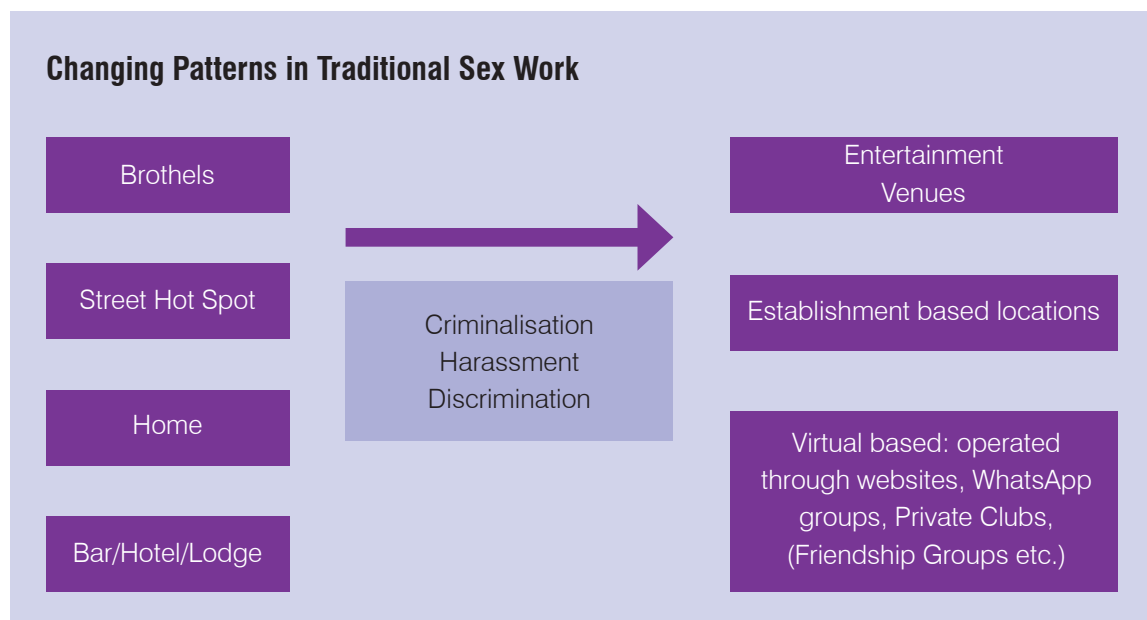 Changing Patterns in Traditional Sex Work
Brothels
Street Hot Spot
Home
Bar/Hotel/Lodge
Criminalisation
Harassment
Discrimination
Entertainment
Venues
Establishment based locations
Virtual based: operated
through websites, WhatsApp
groups, Private Clubs,
(Friendship Groups etc.)